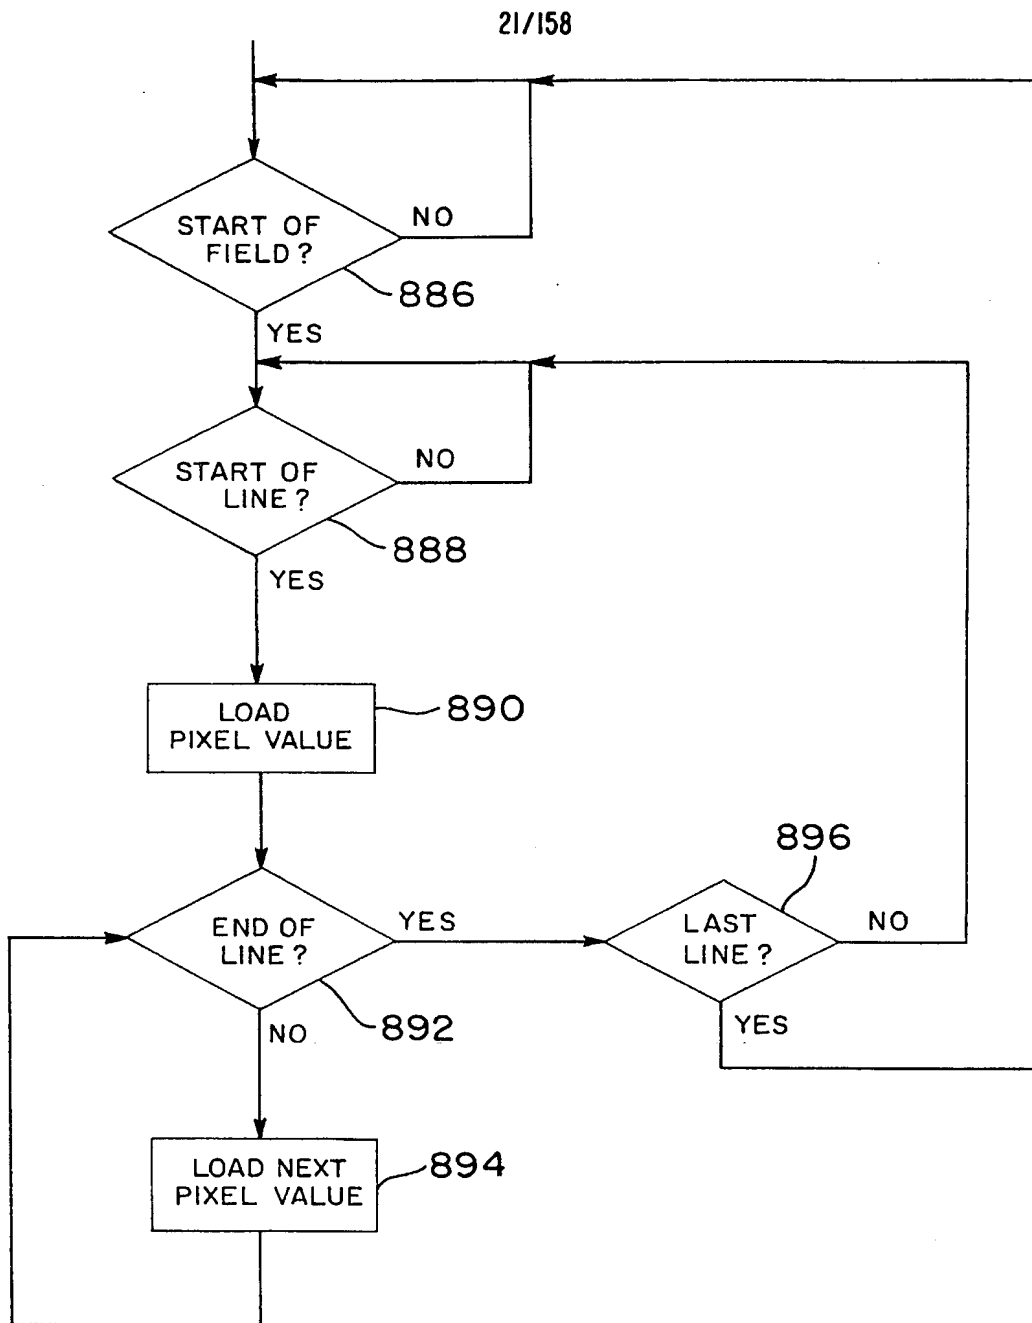 21/158
START OF
FIELD?
NO
886
YES
START OF
LINE?
NO
888
YES
LOAD
PIXEL VALUE
890
END OF
LINE?
YES
892
NO
896
LAST
LINE?
NO
YES
LOAD NEXT
PIXEL VALUE
894